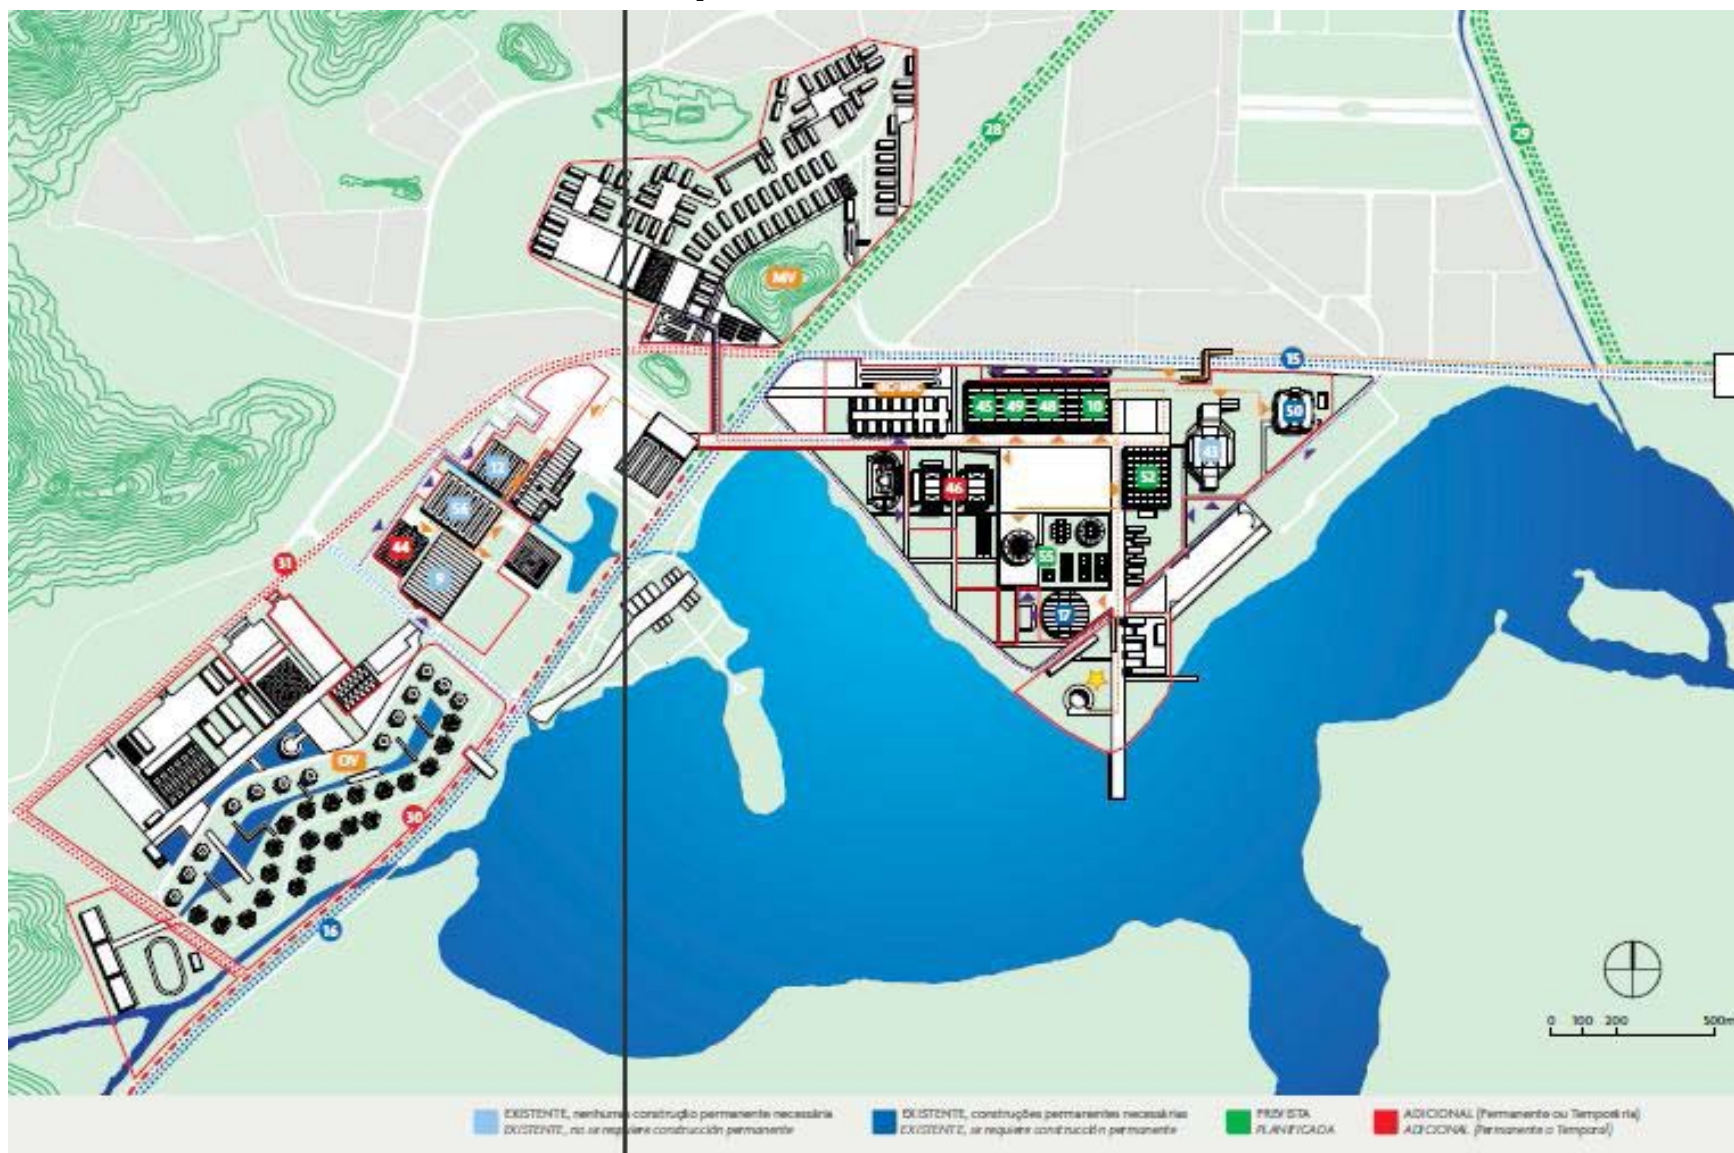 28
29
MV
15
45
49
48
10
50
12
43
54
46
52
44
9
55
31
17
OV
30
16
0 100 200 500m
EXISTENTE, nenhuma construção permanente necessária
EXISTENTE, no se requiere construcción permanente
EXISTENTE, construções permanentes necessárias
EXISTENTE, se requiere construcción permanente
PREVISTA
PLANIFICADA
ADICIONAL (Permanente ou Temporária)
ADICIONAL (Permanente o Temporal)